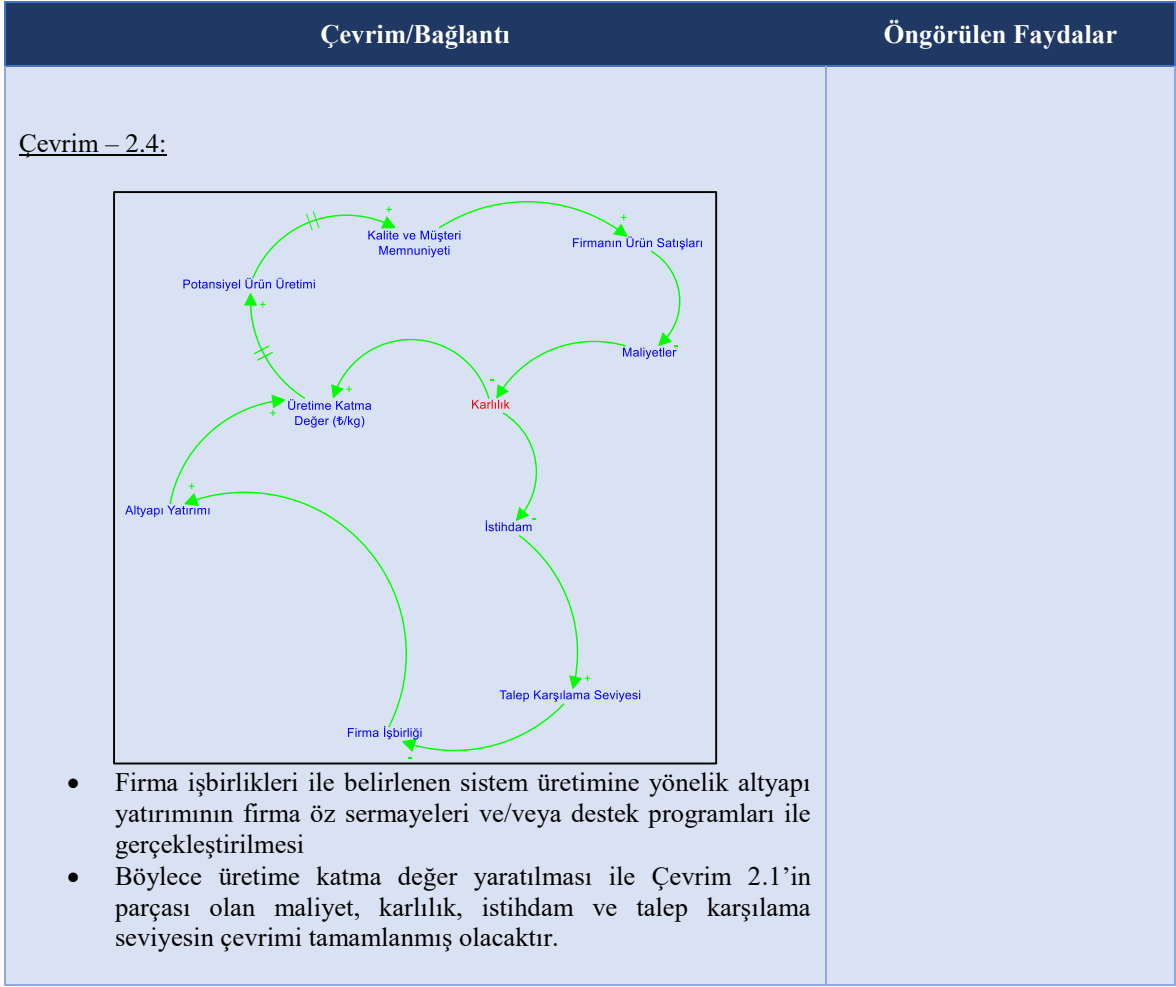 Çevrim/Bağlantı
Öngörülen Faydalar
Çevrim – 2.4:
+
Kalite ve Müşteri
Memnuniyeti
+
Firmanın Ürün Satışları
Potansiyel Ürün Üretimi
+
Maliyetler
-
-
Karlılık
+
Üretime Katma
Değer (₺/kg)
+
+
Altyapı Yatırımı
İstihdam
-
+
Talep Karşılama Seviyesi
Firma İşbirliği
-
• Firma işbirlikleri ile belirlenen sistem üretimine yönelik altyapı
yatırımının firma öz sermayeleri ve/veya destek programları ile
gerçekleştirilmesi
• Böylece üretime katma değer yaratılması ile Çevrim 2.1’in
parçası olan maliyet, karlılık, istihdam ve talep karşılama
seviyesin çevrimi tamamlanmış olacaktır.